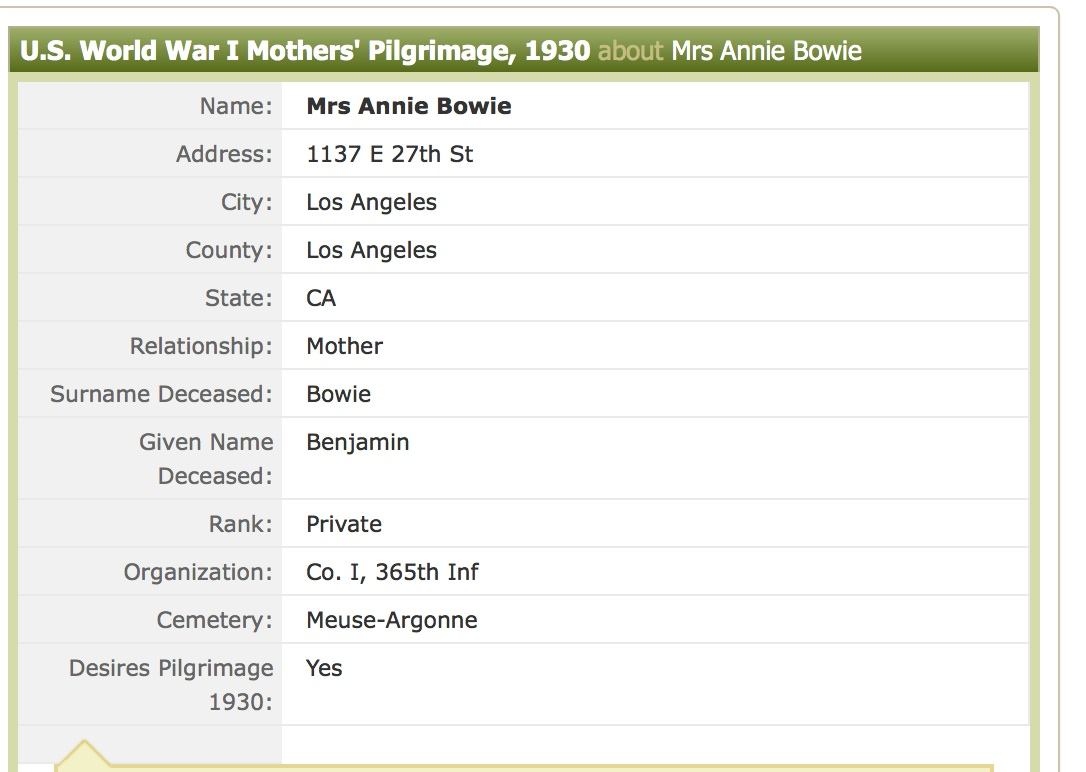 U.S. World War I Mothers' Pilgrimage, 1930 about Mrs Annie Bowie
Name: Mrs Annie Bowie
Address: 1137 E 27th St
City: Los Angeles
County: Los Angeles
State: CA
Relationship: Mother
Surname Deceased: Bowie
Given Name Benjamin
Deceased:
Rank: Private
Organization: Co. I, 365th Inf
Cemetery: Meuse-Argonne
Desires Pilgrimage Yes
1930: